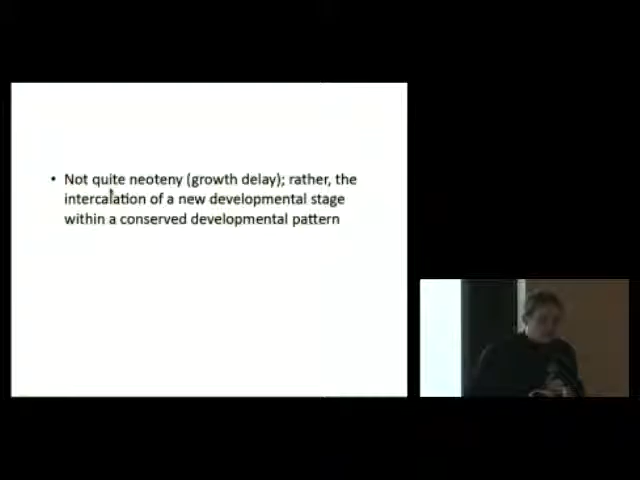 • Not quite neoteny (growth delay); rather, the
intercalation of a new developmental stage
within a conserved developmental pattern